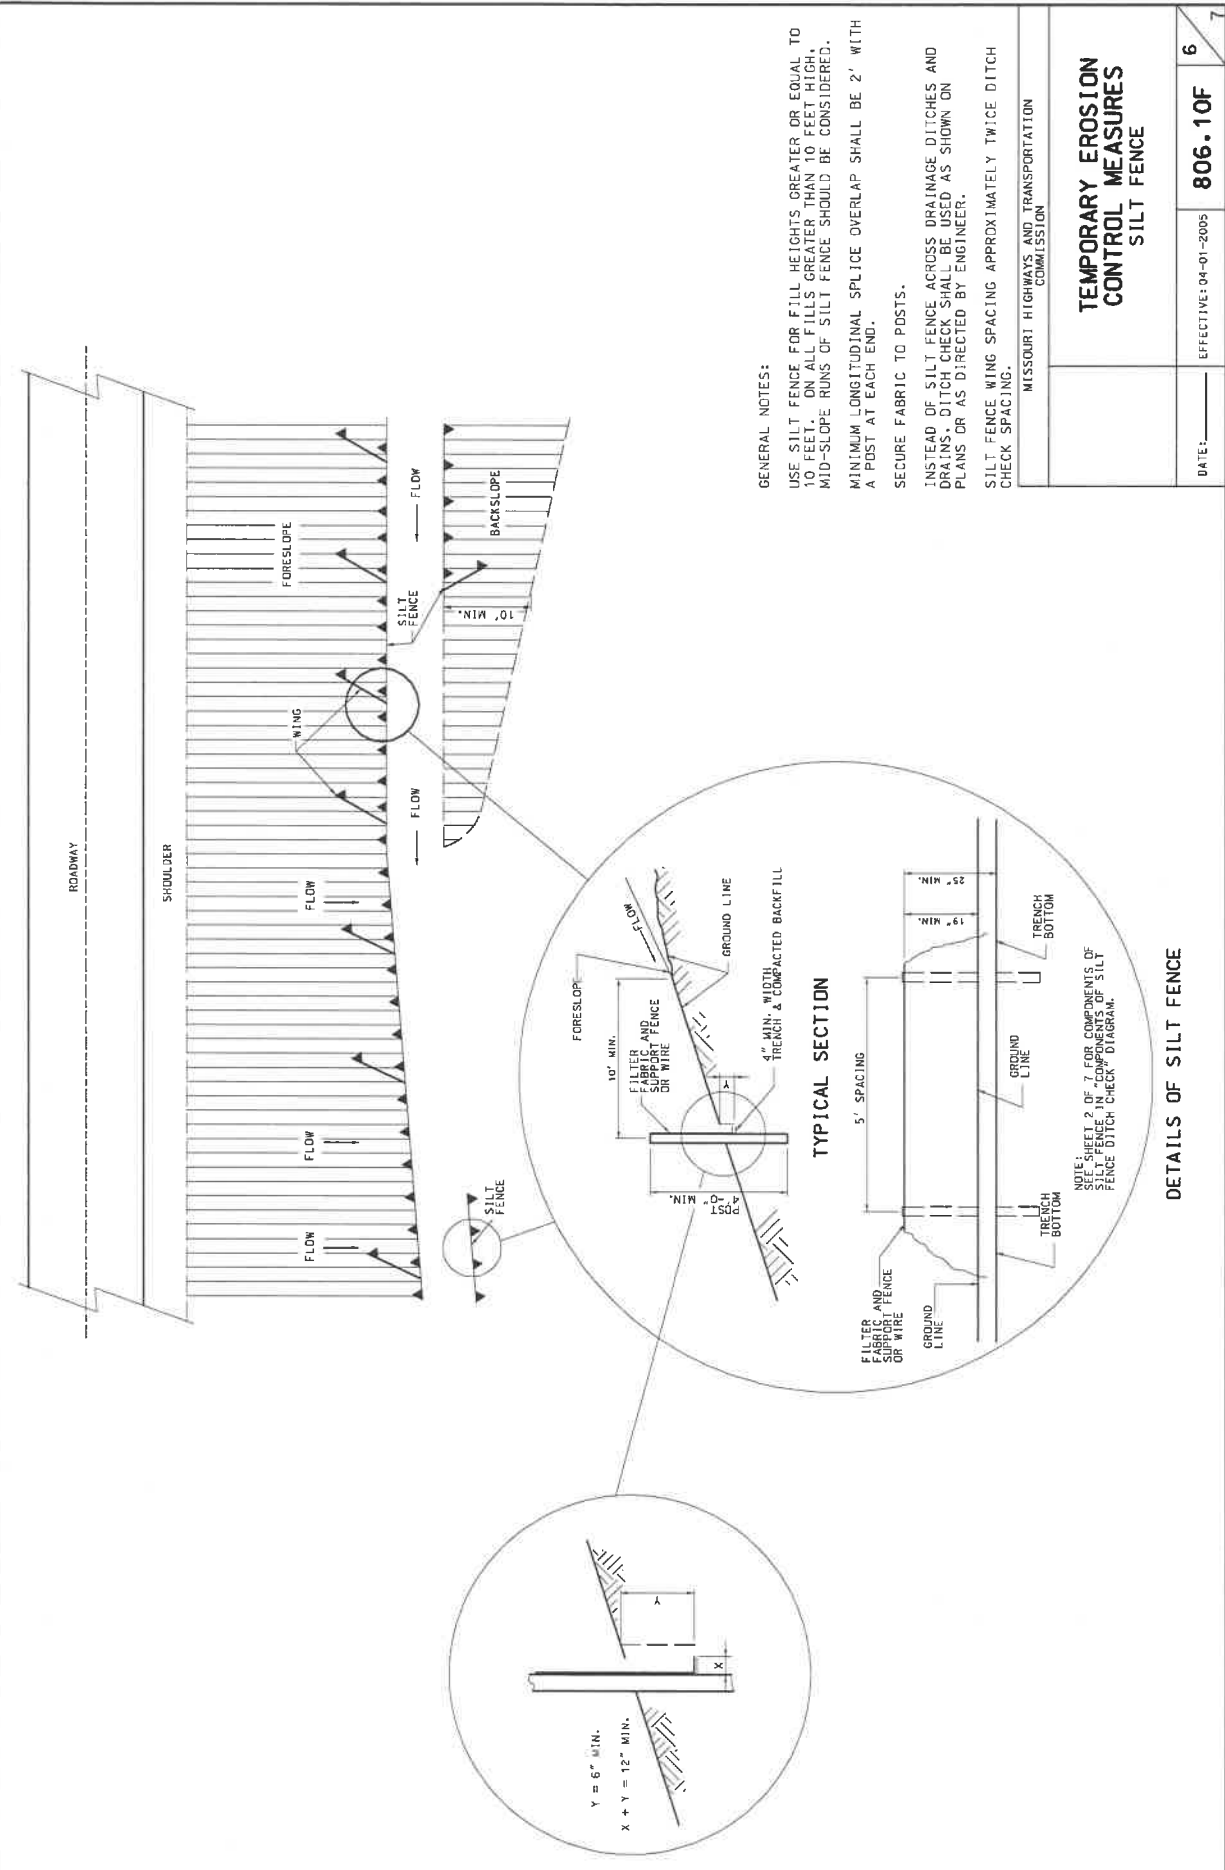 ROADWAY
SHOULDER
FLOW
FLOW
FLOW
WING
FORESLOPE
FLOW
FLOW
SILT
FENCE
BACKSLOPE
10' MIN.
SILT
FENCE
Y = 6" MIN.
X + Y = 12" MIN.
Y
X
FORESLOPE
FLOW
10' MIN.
FILTER
FABRIC AND
SUPPORT FENCE
OR WIRE
GROUND LINE
Y
4" MIN. WIDTH
TRENCH & COMPACTED BACKFILL
POST
4'-0" MIN.
TYPICAL SECTION
5' SPACING
FILTER
FABRIC AND
SUPPORT FENCE
OR WIRE
GROUND
LINE
GROUND
LINE
19" MIN.
25" MIN.
TRENCH
BOTTOM
TRENCH
BOTTOM
NOTE:
SEE SHEET 2 OF 7 FOR COMPONENTS OF
SILT FENCE IN "COMPONENTS OF SILT
FENCE DITCH CHECK" DIAGRAM.
DETAILS OF SILT FENCE
GENERAL NOTES:
USE SILT FENCE FOR FILL HEIGHTS GREATER OR EQUAL TO
10 FEET. ON ALL FILLS GREATER THAN 10 FEET HIGH,
MID-SLOPE RUNS OF SILT FENCE SHOULD BE CONSIDERED.
MINIMUM LONGITUDINAL SPLICE OVERLAP SHALL BE 2' WITH
A POST AT EACH END.
SECURE FABRIC TO POSTS.
INSTEAD OF SILT FENCE ACROSS DRAINAGE DITCHES AND
DRAINS, DITCH CHECK SHALL BE USED AS SHOWN ON
PLANS OR AS DIRECTED BY ENGINEER.
SILT FENCE WING SPACING APPROXIMATELY TWICE DITCH
CHECK SPACING.
MISSOURI HIGHWAYS AND TRANSPORTATION
COMMISSION
TEMPORARY EROSION
CONTROL MEASURES
SILT FENCE
DATE:
EFFECTIVE: 04-01-2005
806.10F
6
7